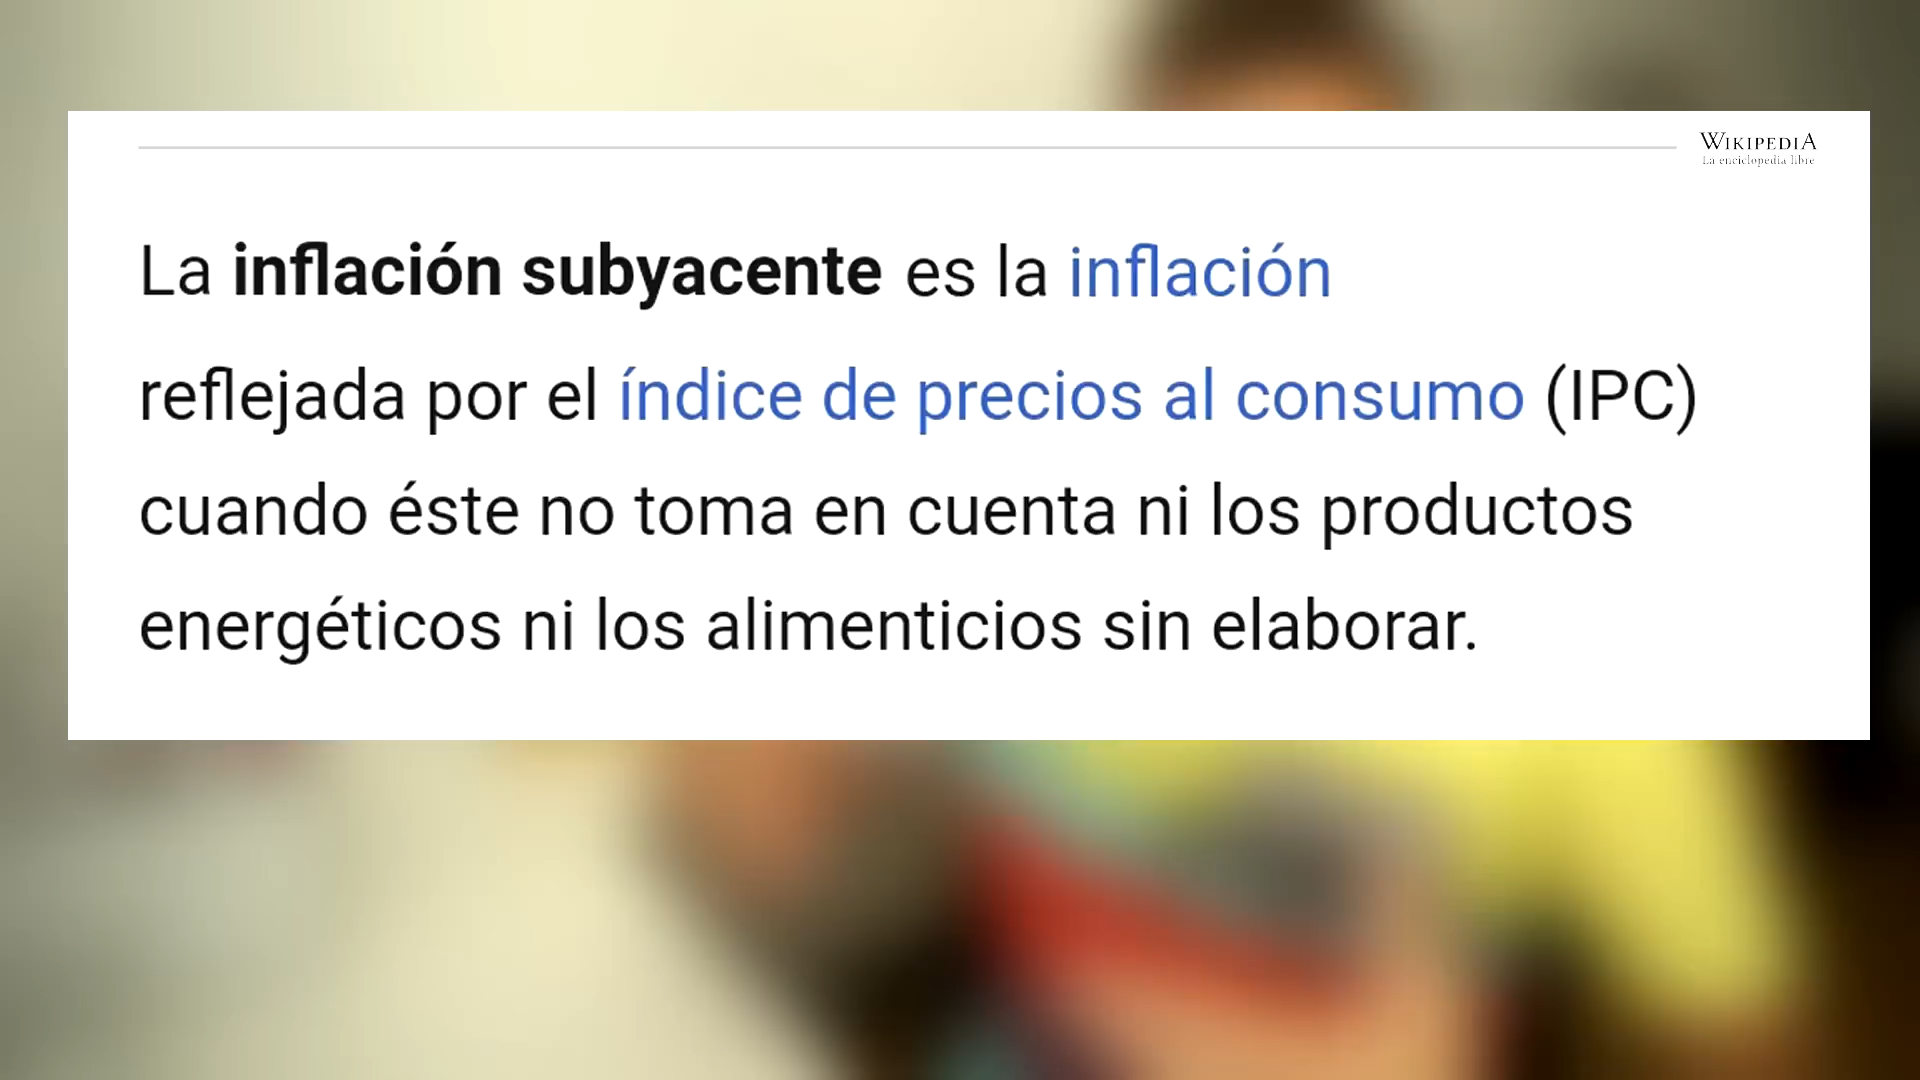 WIKIPEDIA
La enciclopedia libre
La inflación subyacente es la inflación
reflejada por el índice de precios al consumo (IPC)
cuando éste no toma en cuenta ni los productos
energéticos ni los alimenticios sin elaborar.